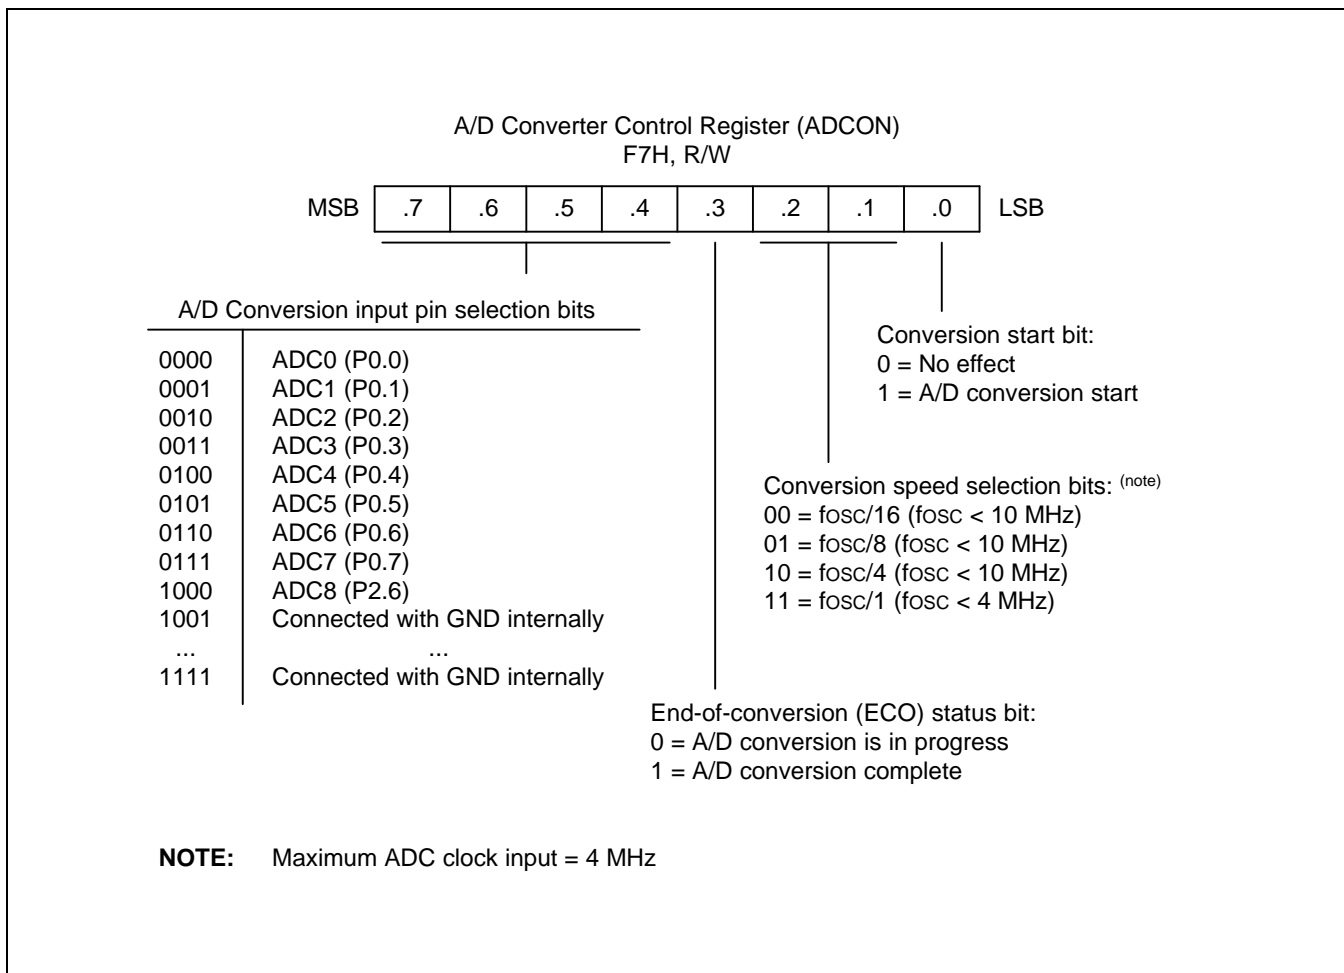 A/D Converter Control Register (ADCON)
F7H, R/W
MSB .7 .6 .5 .4 .3 .2 .1 .0 LSB
A/D Conversion input pin selection bits
0000 ADC0 (P0.0)
0001 ADC1 (P0.1)
0010 ADC2 (P0.2)
0011 ADC3 (P0.3)
0100 ADC4 (P0.4)
0101 ADC5 (P0.5)
0110 ADC6 (P0.6)
0111 ADC7 (P0.7)
1000 ADC8 (P2.6)
1001 Connected with GND internally
... ...
1111 Connected with GND internally
Conversion start bit:
0 = No effect
1 = A/D conversion start
Conversion speed selection bits: (note)
00 = fOSC/16 (fOSC < 10 MHz)
01 = fOSC/8 (fOSC < 10 MHz)
10 = fOSC/4 (fOSC < 10 MHz)
11 = fOSC/1 (fOSC < 4 MHz)
End-of-conversion (ECO) status bit:
0 = A/D conversion is in progress
1 = A/D conversion complete
NOTE: Maximum ADC clock input = 4 MHz